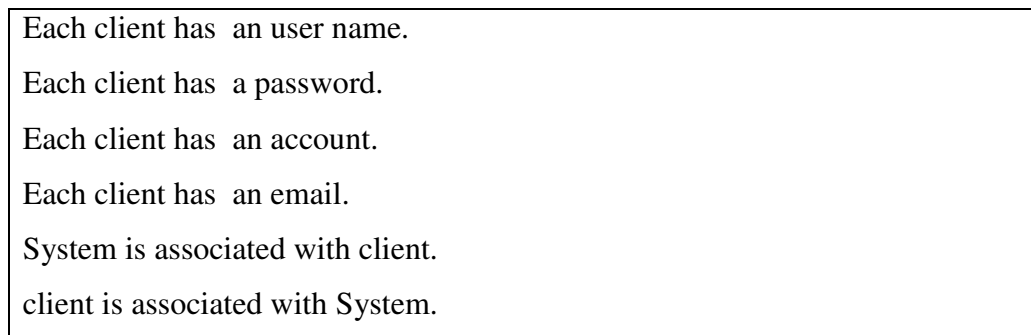 Each client has  an user name.
Each client has  a password.
Each client has  an account.
Each client has  an email.
System is associated with client.
client is associated with System.